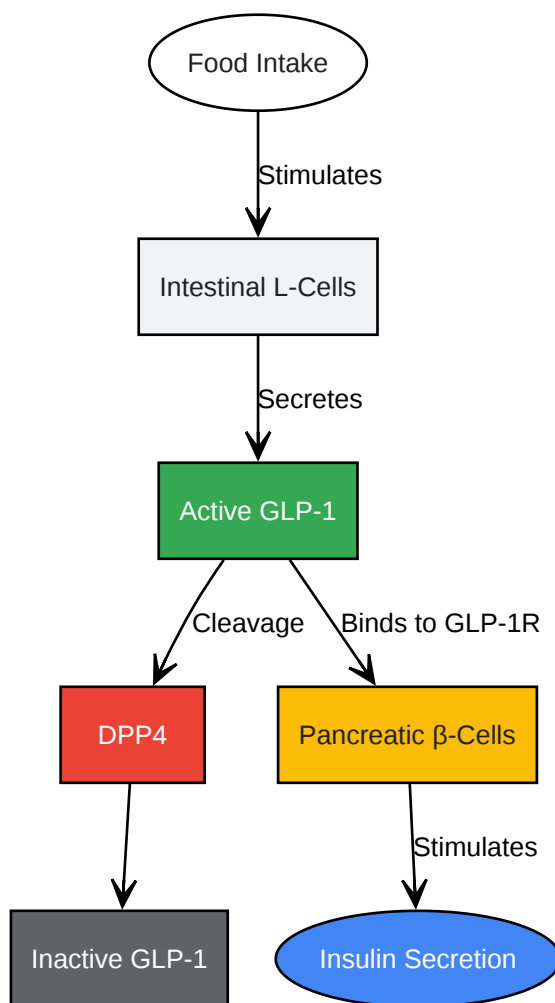 Food Intake
Stimulates
Intestinal L-Cells
Secretes
Active GLP-1
Cleavage
Binds to GLP-1R
DPP4
Pancreatic β-Cells
Stimulates
Inactive GLP-1
Insulin Secretion